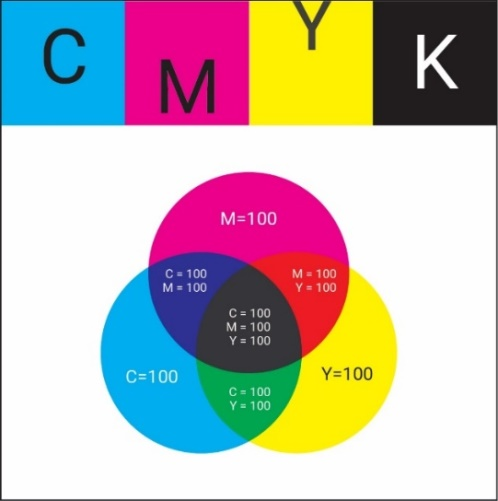 C
M
Y
K
M=100
C = 100
M = 100
M = 100
Y = 100
C = 100
M = 100
Y = 100
C=100
Y=100
C = 100
Y = 100